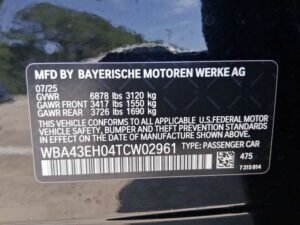 MFD BY BAYERISCHE MOTOREN WERKE AG
07/25
GVWR 6878 lbs 3120 kg
GAWR FRONT 3417 lbs 1550 kg
GAWR REAR 3726 lbs 1690 kg
THIS VEHICLE CONFORMS TO ALL APPLICABLE U.S.FEDERAL MOTOR
VEHICLE SAFETY, BUMPER, AND THEFT PREVENTION STANDARDS
IN EFFECT ON THE DATE OF MANUFACTURE SHOWN ABOVE.
WBA43EH04TCW02961 TYPE: PASSENGER CAR
475
7 315 814